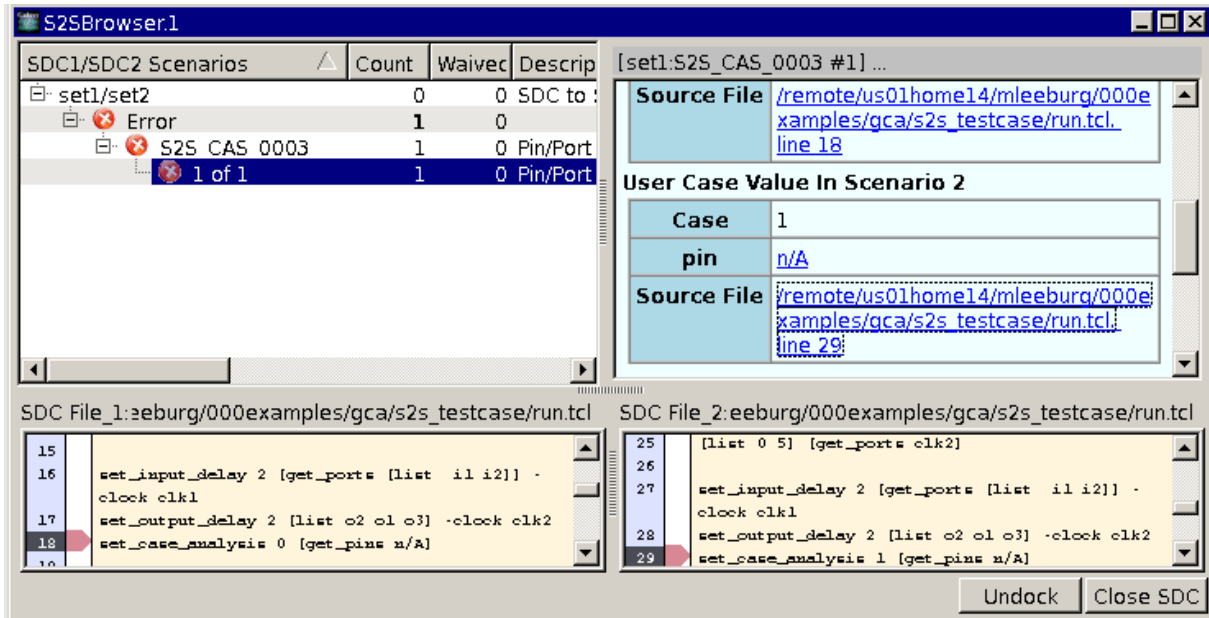 S2SBrowser.1
SDC1/SDC2 Scenarios Count Waived Descrip
set1/set2 0 0 SDC to
Error 1 0
S2S_CAS_0003 1 0 Pin/Port
1 of 1 1 0 Pin/Port
[set1:S2S_CAS_0003 #1] ...
Source File /remote/us01home14/mleeburg/000e
xamples/gca/s2s_testcase/run.tcl,
line 18
User Case Value In Scenario 2
Case 1
pin n/A
Source File /remote/us01home14/mleeburg/000e
xamples/gca/s2s_testcase/run.tcl,
line 29
SDC File_1:eeburg/000examples/gca/s2s_testcase/run.tcl
15
16 set_input_delay 2 [get_ports [list i1 i2]] -
clock clk1
17 set_output_delay 2 [list o2 o1 o3] -clock clk2
18 set_case_analysis 0 [get_pins n/A]
19
SDC File_2:eeburg/000examples/gca/s2s_testcase/run.tcl
25 [list 0 5] [get_ports clk2]
26
27 set_input_delay 2 [get_ports [list i1 i2]] -
clock clk1
28 set_output_delay 2 [list o2 o1 o3] -clock clk2
29 set_case_analysis 1 [get_pins n/A]
Undock Close SDC